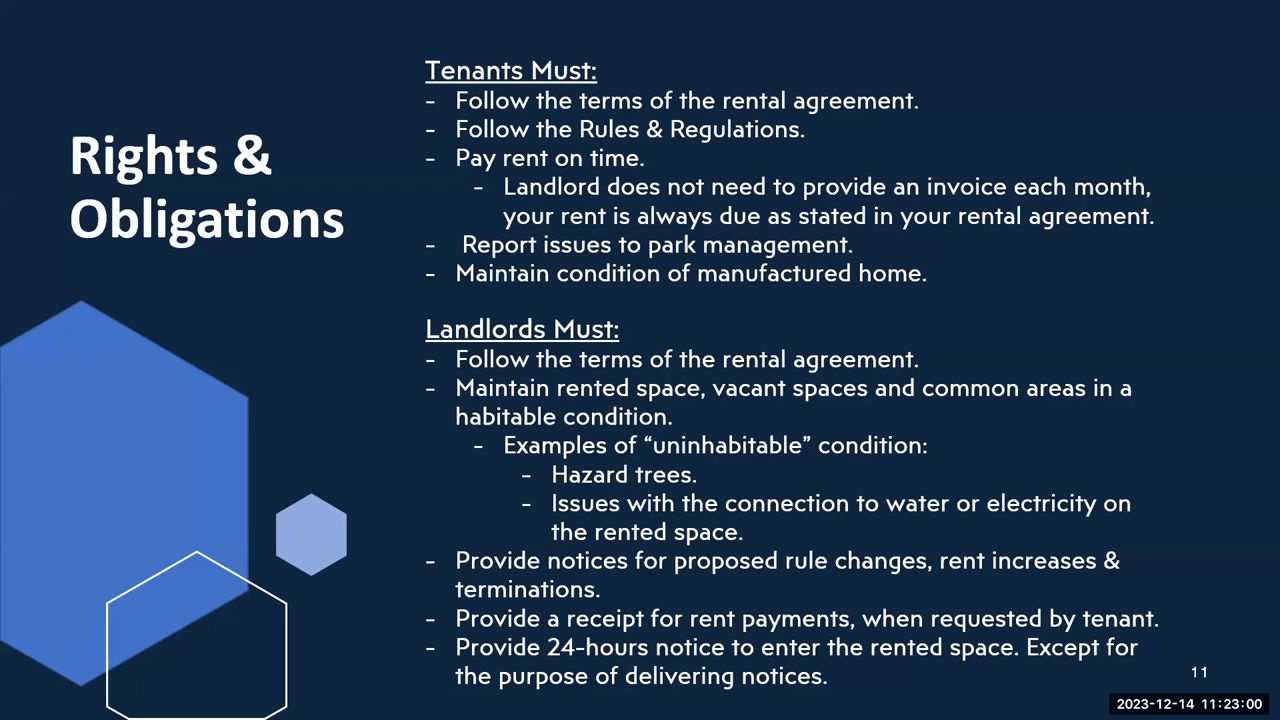 Rights &
Obligations
Tenants Must:
- Follow the terms of the rental agreement.
- Follow the Rules & Regulations.
- Pay rent on time.
- Landlord does not need to provide an invoice each month,
your rent is always due as stated in your rental agreement.
- Report issues to park management.
- Maintain condition of manufactured home.
Landlords Must:
- Follow the terms of the rental agreement.
- Maintain rented space, vacant spaces and common areas in a
habitable condition.
- Examples of “uninhabitable” condition:
- Hazard trees.
- Issues with the connection to water or electricity on
the rented space.
- Provide notices for proposed rule changes, rent increases &
terminations.
- Provide a receipt for rent payments, when requested by tenant.
- Provide 24-hours notice to enter the rented space. Except for
the purpose of delivering notices.
11
2023-12-14 11:23:00